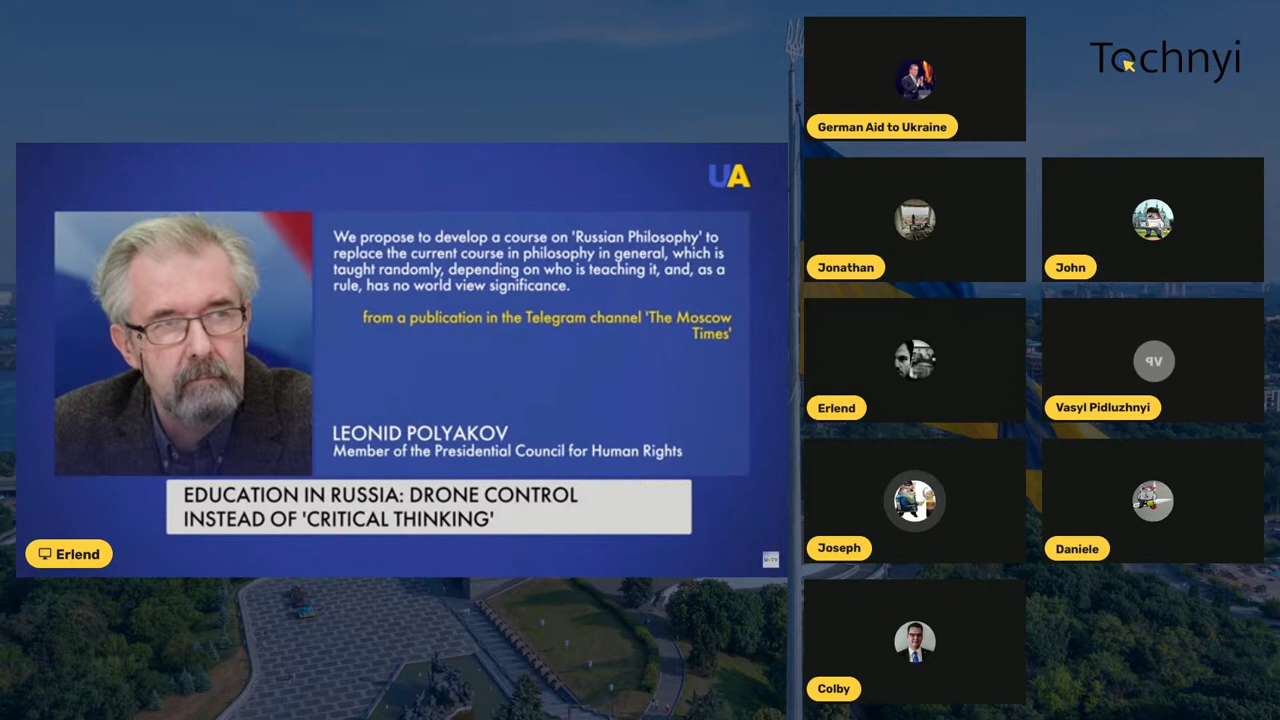 Tochnyi
German Aid to Ukraine
UA
We propose to develop a course on 'Russian Philosophy' to
replace the current course in philosophy in general, which is
taught randomly, depending on who is teaching it, and, as a
rule, has no world view significance.
from a publication in the Telegram channel 'The Moscow
Times'
LEONID POLYAKOV
Member of the Presidential Council for Human Rights
EDUCATION IN RUSSIA: DRONE CONTROL
INSTEAD OF 'CRITICAL THINKING'
Erlend
Jonathan
John
Erlend
VP
Vasyl Pidluzhnyi
Joseph
Daniele
Colby